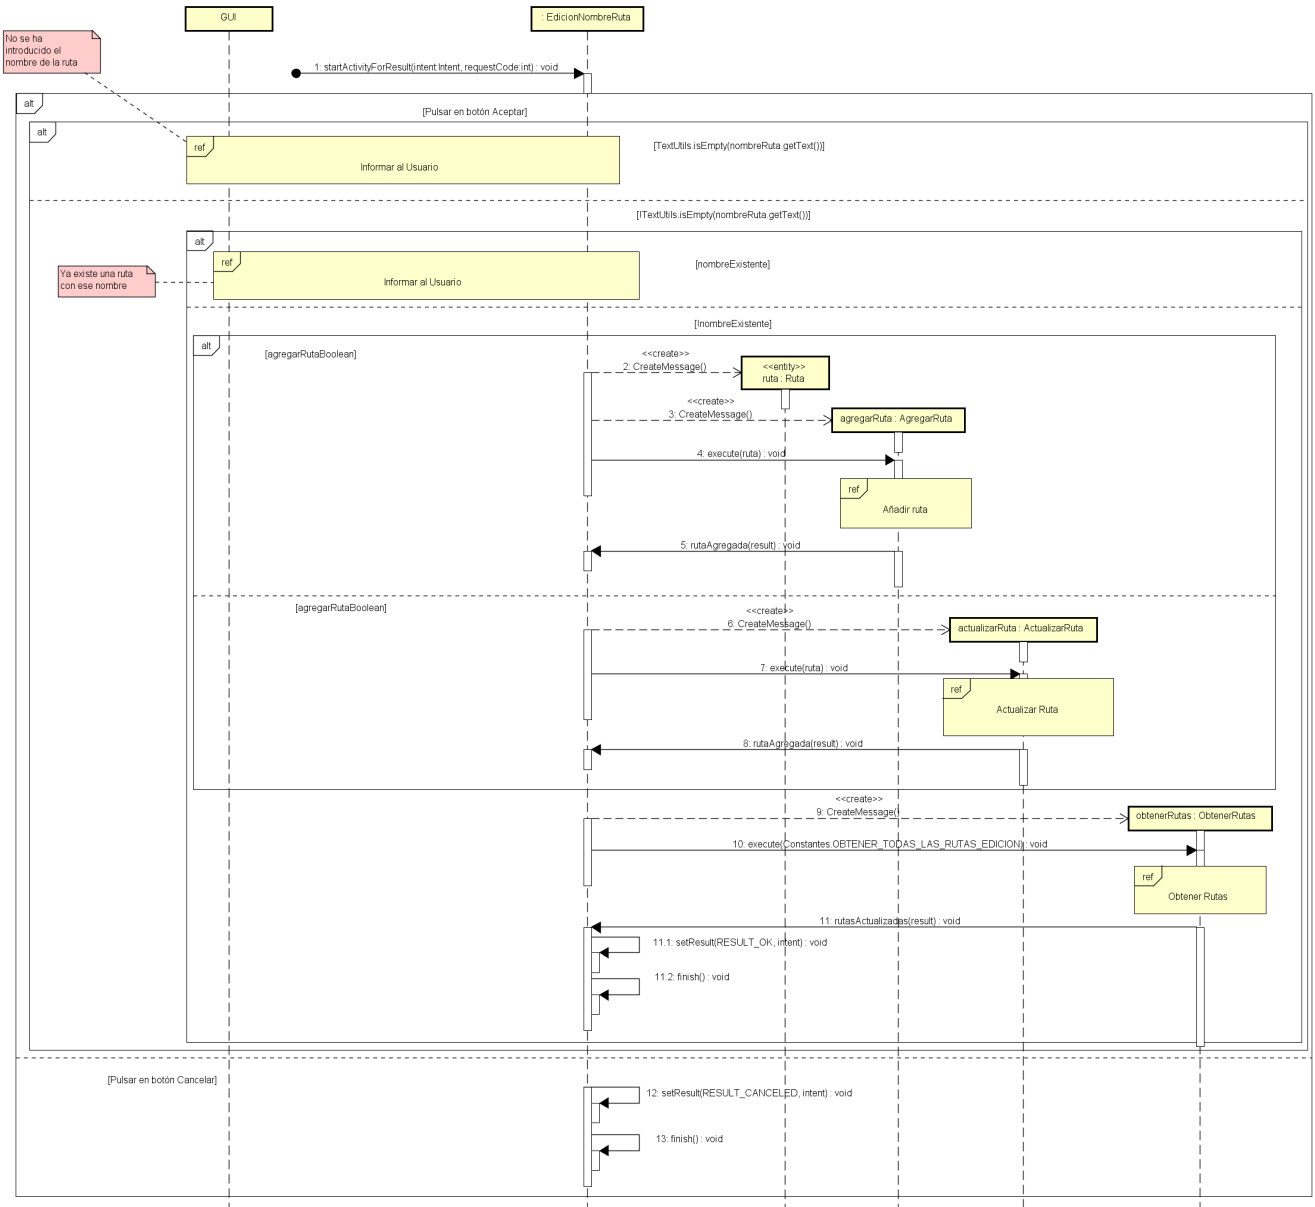 GUI
: EdicionNombreRuta
No se ha
introducido el
nombre de la ruta
1: startActivityForResult(intent:Intent, requestCode:int) : void
alt
[Pulsar en botón Aceptar]
alt
ref
Informar al Usuario
[TextUtils.isEmpty(nombreRuta.getText())]
[!TextUtils.isEmpty(nombreRuta.getText())]
alt
ref
Informar al Usuario
[nombreExistente]
Ya existe una ruta
con ese nombre
[!nombreExistente]
alt
[agregarRutaBoolean]
<<create>>
2: CreateMessage()
<<entity>>
ruta : Ruta
<<create>>
3: CreateMessage()
agregarRuta : AgregarRuta
4: execute(ruta) : void
ref
Añadir ruta
5: rutaAgregada(result) : void
[agregarRutaBoolean]
<<create>>
6: CreateMessage()
actualizarRuta : ActualizarRuta
7: execute(ruta) : void
ref
Actualizar Ruta
8: rutaAgregada(result) : void
<<create>>
9: CreateMessage()
obtenerRutas : ObtenerRutas
10: execute(Constantes.OBTENER_TODAS_LAS_RUTAS_EDICION) : void
ref
Obtener Rutas
11: rutasActualizadas(result) : void
11.1: setResult(RESULT_OK, intent) : void
11.2: finish() : void
[Pulsar en botón Cancelar]
12: setResult(RESULT_CANCELED, intent) : void
13: finish() : void